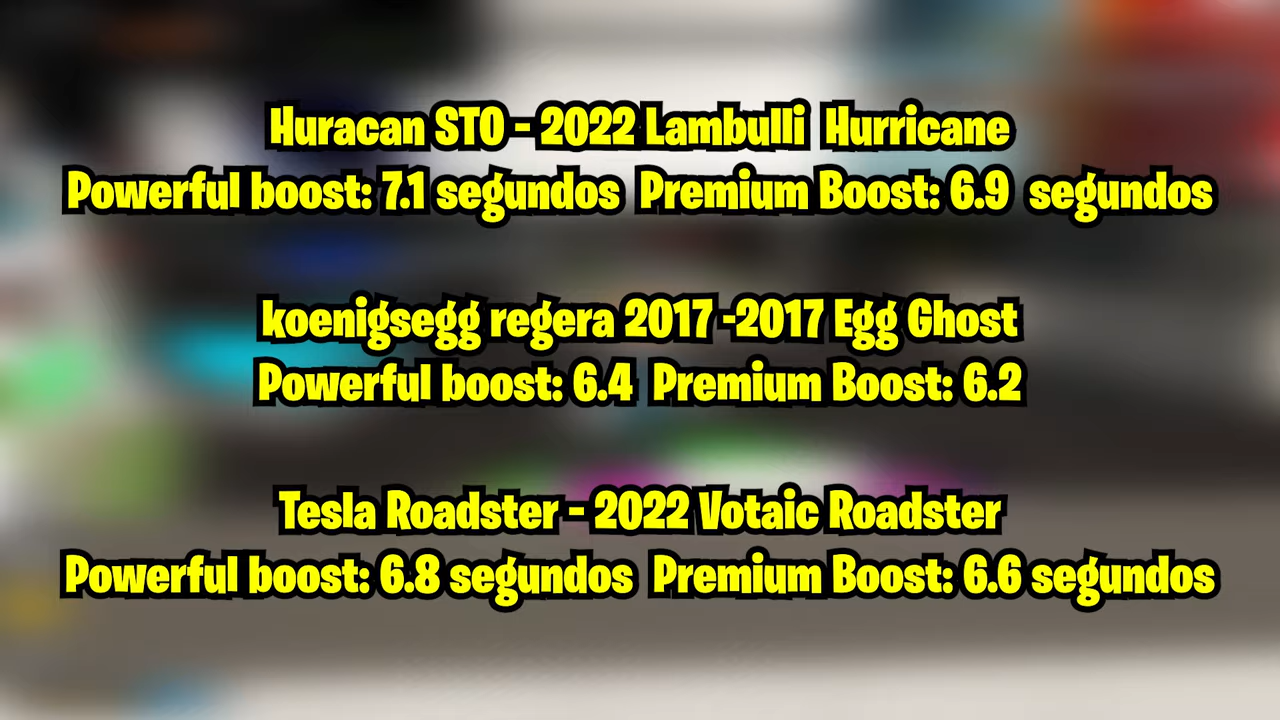 Huracan STO - 2022 Lambulli Hurricane
Powerful boost: 7.1 segundos Premium Boost: 6.9 segundos
koenigsegg regera 2017 -2017 Egg Ghost
Powerful boost: 6.4 Premium Boost: 6.2
Tesla Roadster - 2022 Votaic Roadster
Powerful boost: 6.8 segundos Premium Boost: 6.6 segundos